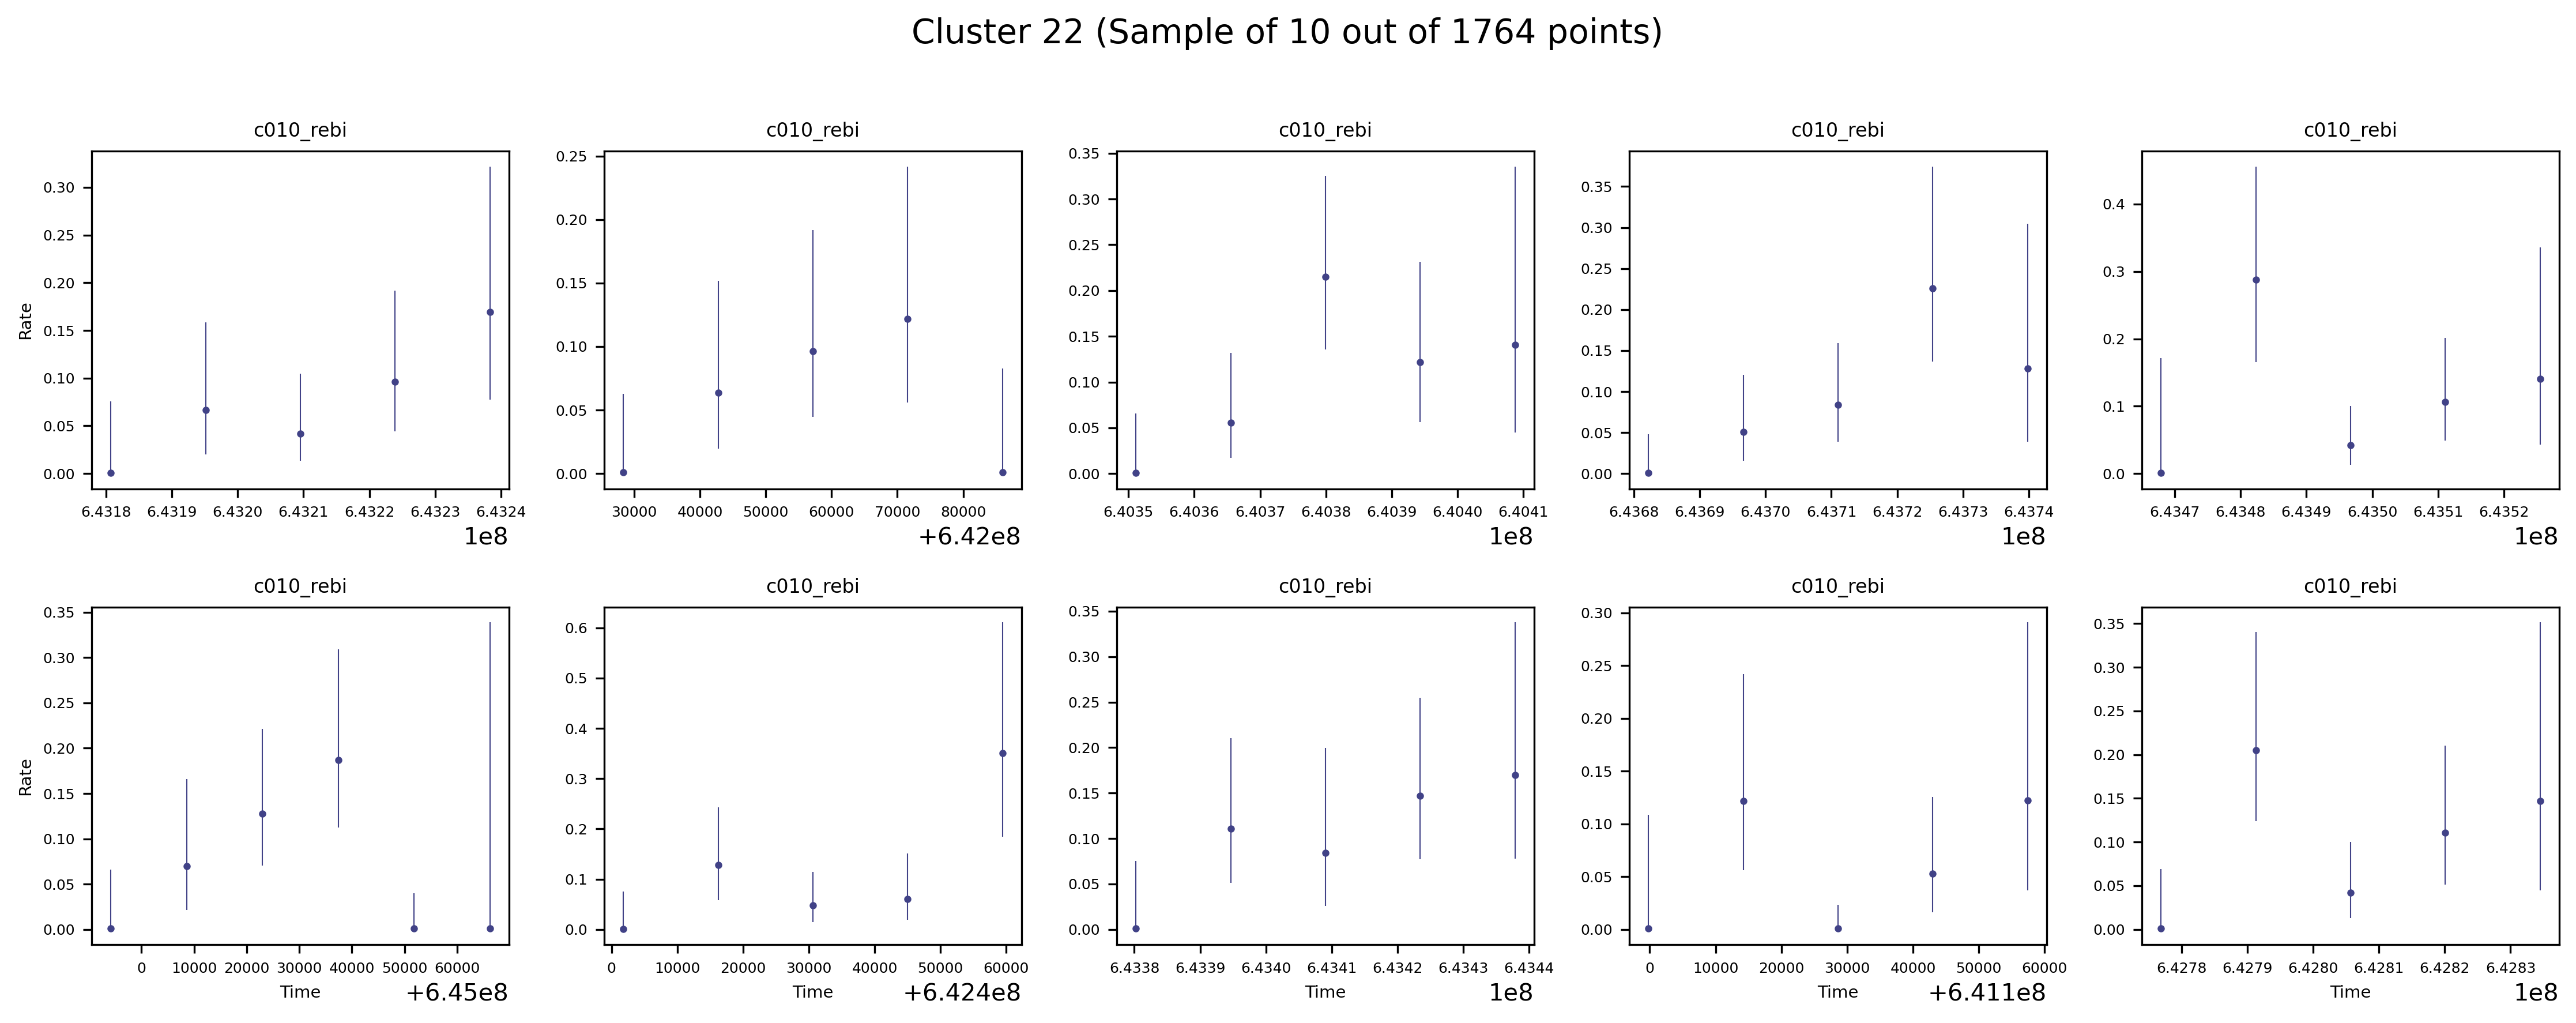 Cluster 22 (Sample of 10 out of 1764 points)
c010_rebi c010_rebi c010_rebi c010_rebi c010_rebi
Rate
0.30 0.25 0.20 0.15 0.10 0.05 0.00
6.4318 6.4319 6.4320 6.4321 6.4322 6.4323 6.4324
1e8
0.25 0.20 0.15 0.10 0.05 0.00
30000 40000 50000 60000 70000 80000
+6.42e8
0.35 0.30 0.25 0.20 0.15 0.10 0.05 0.00
6.4035 6.4036 6.4037 6.4038 6.4039 6.4040 6.4041
1e8
0.35 0.30 0.25 0.20 0.15 0.10 0.05 0.00
6.4368 6.4369 6.4370 6.4371 6.4372 6.4373 6.4374
1e8
0.4 0.3 0.2 0.1 0.0
6.4347 6.4348 6.4349 6.4350 6.4351 6.4352
1e8
c010_rebi c010_rebi c010_rebi c010_rebi c010_rebi
Rate
0.35 0.30 0.25 0.20 0.15 0.10 0.05 0.00
0 10000 20000 30000 40000 50000 60000
Time +6.45e8
0.6 0.5 0.4 0.3 0.2 0.1 0.0
0 10000 20000 30000 40000 50000 60000
Time +6.424e8
0.35 0.30 0.25 0.20 0.15 0.10 0.05 0.00
6.4338 6.4339 6.4340 6.4341 6.4342 6.4343 6.4344
Time 1e8
0.30 0.25 0.20 0.15 0.10 0.05 0.00
0 10000 20000 30000 40000 50000 60000
Time +6.411e8
0.35 0.30 0.25 0.20 0.15 0.10 0.05 0.00
6.4278 6.4279 6.4280 6.4281 6.4282 6.4283
Time 1e8